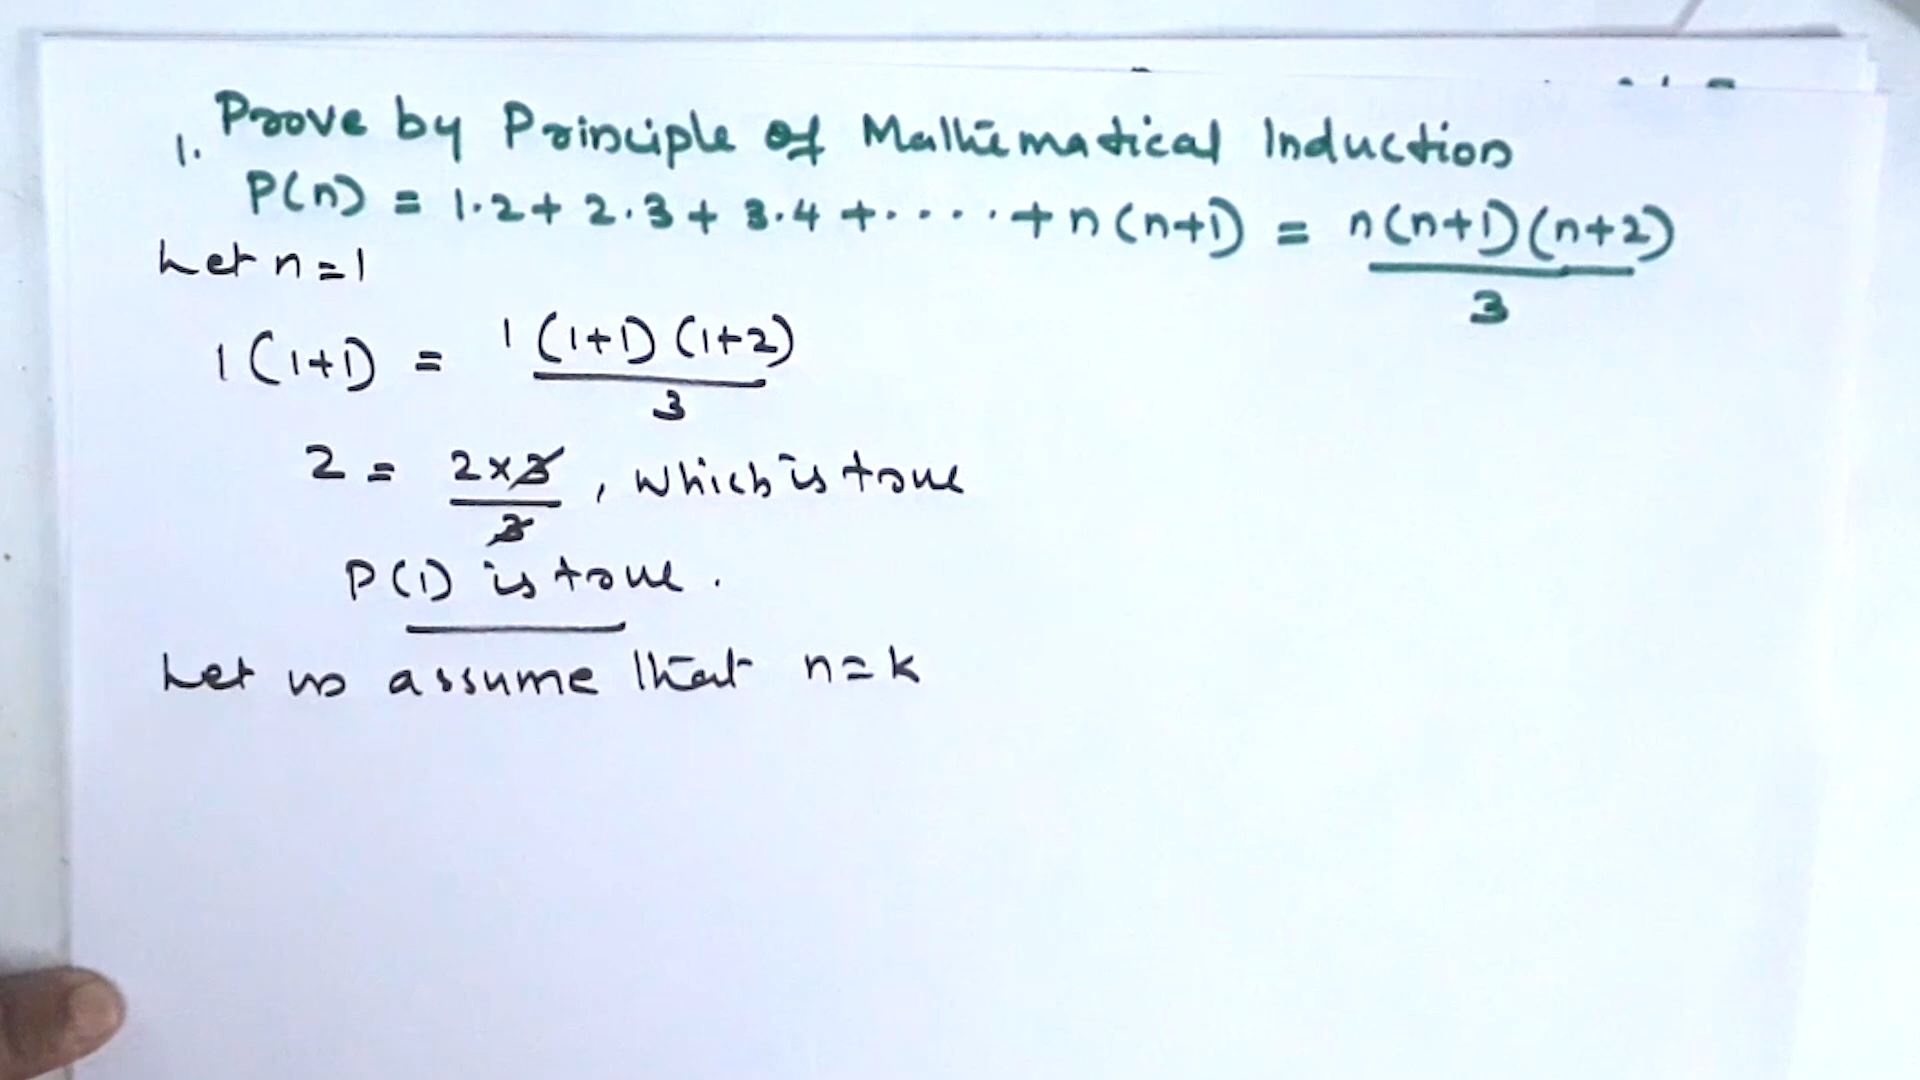 1. Prove by Principle of Mathematical Induction
P(n) = 1·2 + 2·3 + 3·4 + ····· + n(n+1) = n(n+1)(n+2) / 3
Let n = 1
1(1+1) = 1(1+1)(1+2) / 3
2 = 2×3 / 3, which is true
P(1) is true.
Let us assume that n = k